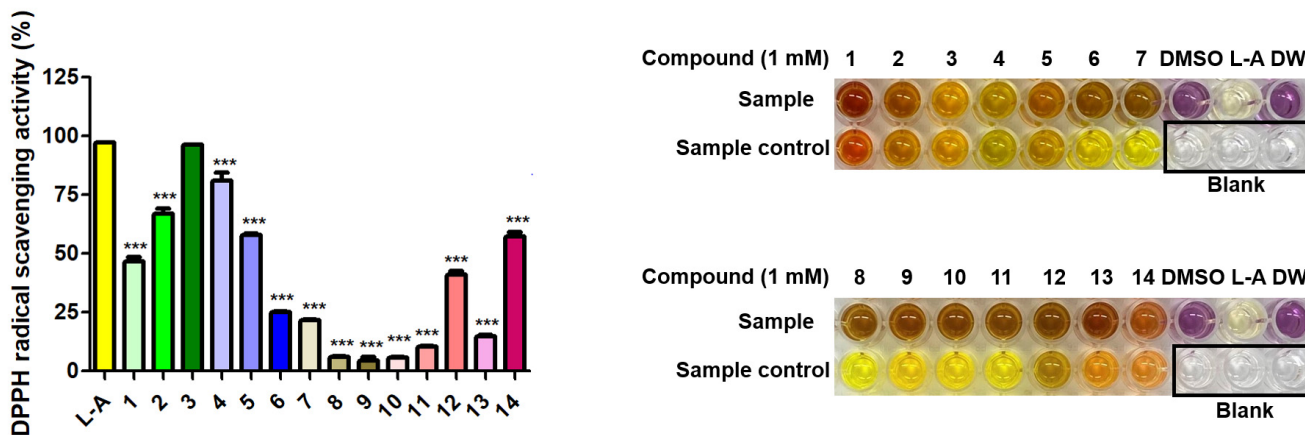 DPPH radical scavenging activity (%)
125
100
75
50
25
0
***
***
***
***
***
***
***
***
***
***
***
***
***
L-A 1 2 3 4 5 6 7 8 9 10 11 12 13 14
Compound (1 mM) 1 2 3 4 5 6 7 DMSO L-A DW
Sample
Sample control
Blank
Compound (1 mM) 8 9 10 11 12 13 14 DMSO L-A DW
Sample
Sample control
Blank